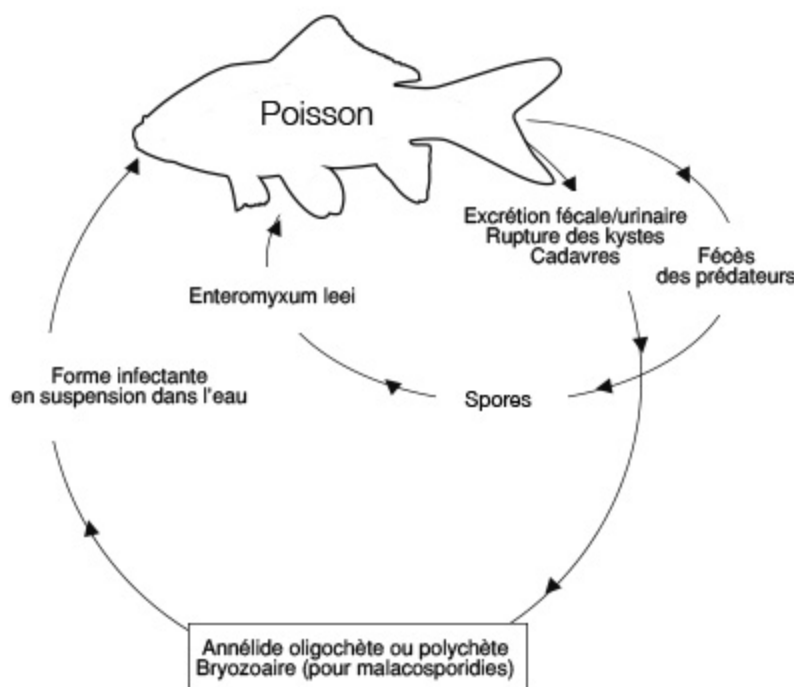 Poisson
Excrétion fécale/urinaire
Rupture des kystes
Cadavres
Fécès
des prédateurs
Enteromyxum leei
Forme infectante
en suspension dans l'eau
Spores
Annélide oligochète ou polychète
Bryozoaire (pour malacosporidies)